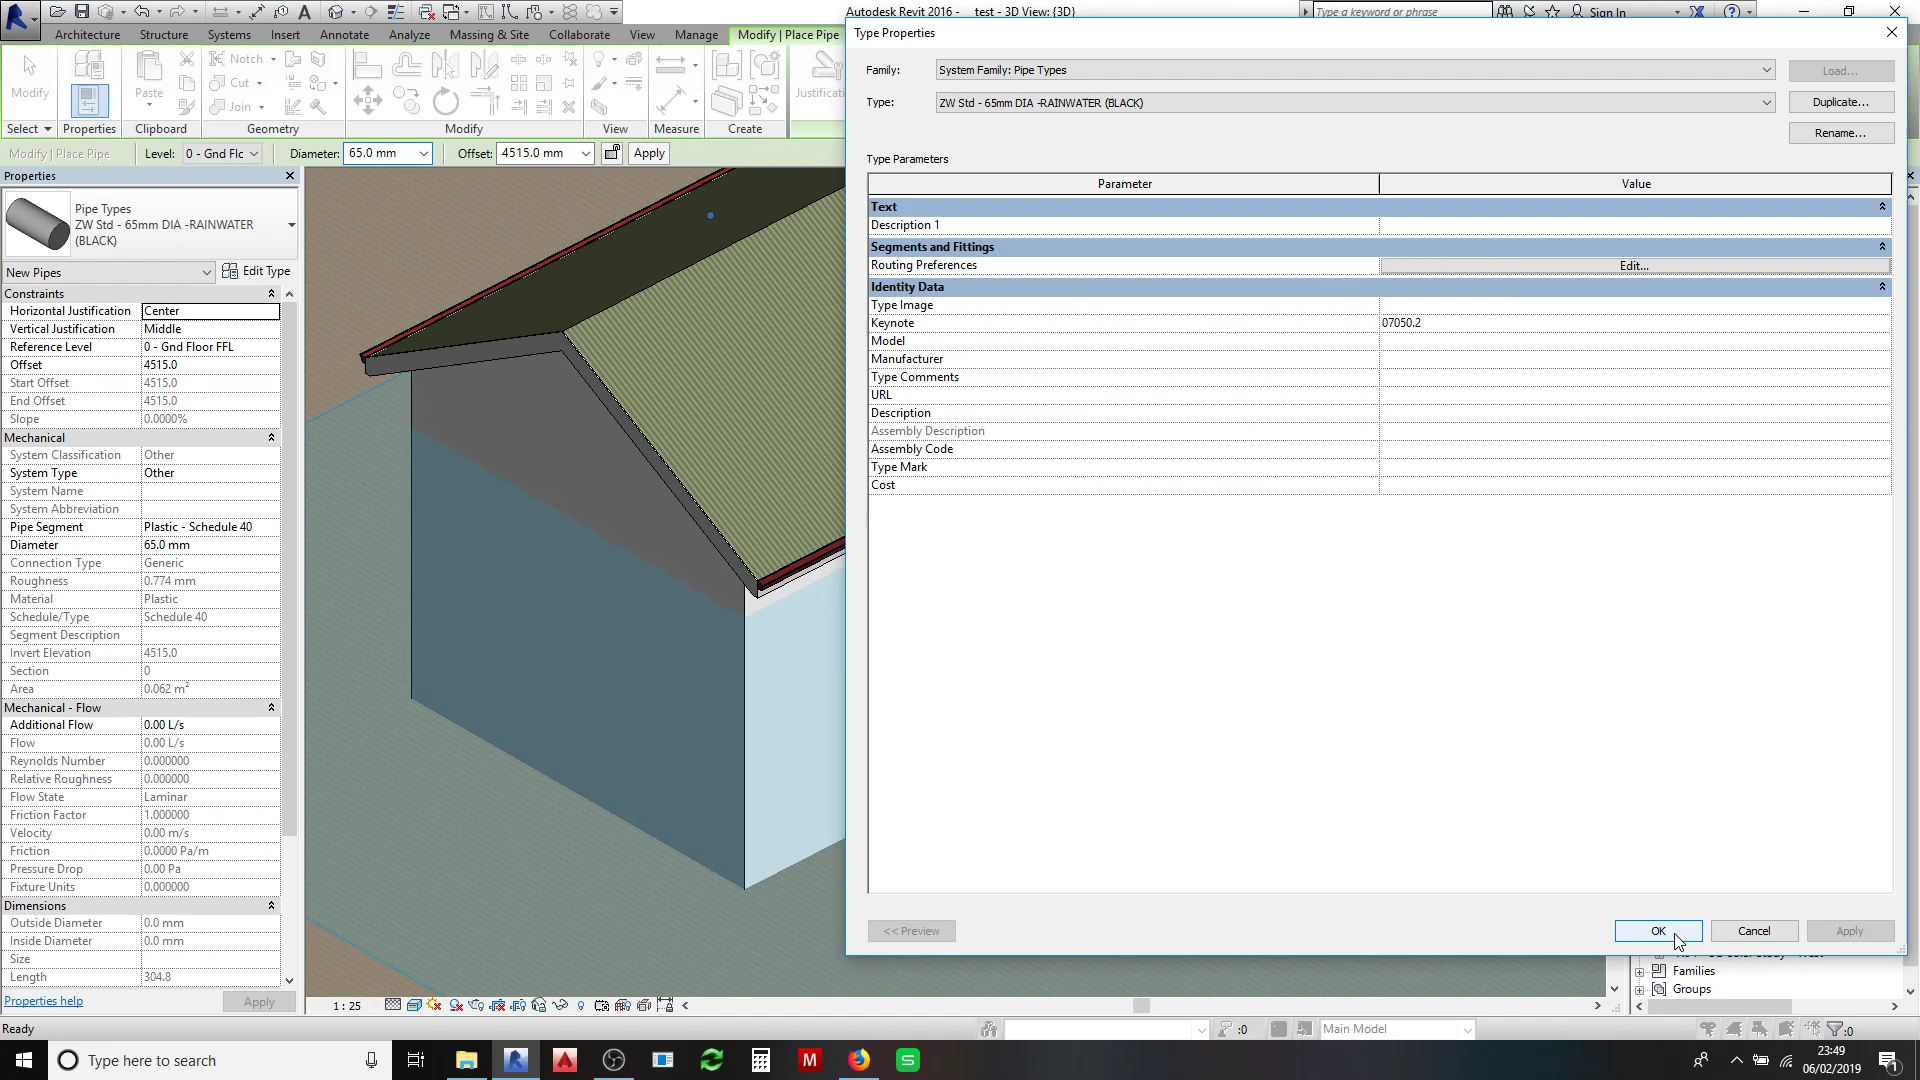 Autodesk Revit 2016 - test - 3D View: {3D}
Type a keyword or phrase
Sign In
Architecture Structure Systems Insert Annotate Analyze Massing & Site Collaborate View Manage Modify | Place Pipe
Modify
Paste
Notch
Cut
Join
Select Properties Clipboard Geometry Modify View Measure Create
Modify | Place Pipe Level: 0 - Gnd Flc Diameter: 65.0 mm Offset: 4515.0 mm Apply
Properties
Pipe Types
ZW Std - 65mm DIA -RAINWATER
(BLACK)
New Pipes Edit Type
Constraints
Horizontal Justification Center
Vertical Justification Middle
Reference Level 0 - Gnd Floor FFL
Offset 4515.0
Start Offset 4515.0
End Offset 4515.0
Slope 0.0000%
Mechanical
System Classification Other
System Type Other
System Name
System Abbreviation
Pipe Segment Plastic - Schedule 40
Diameter 65.0 mm
Connection Type Generic
Roughness 0.774 mm
Material Plastic
Schedule/Type Schedule 40
Segment Description
Invert Elevation 4515.0
Section 0
Area 0.062 m²
Mechanical - Flow
Additional Flow 0.00 L/s
Flow 0.00 L/s
Reynolds Number 0.000000
Relative Roughness 0.000000
Flow State Laminar
Friction Factor 1.000000
Velocity 0.00 m/s
Friction 0.0000 Pa/m
Pressure Drop 0.00 Pa
Fixture Units 0.000000
Dimensions
Outside Diameter 0.0 mm
Inside Diameter 0.0 mm
Size
Length 304.8
Properties help Apply
Type Properties
Family: System Family: Pipe Types Load...
Type: ZW Std - 65mm DIA -RAINWATER (BLACK) Duplicate...
Rename...
Type Parameters
Parameter Value
Text
Description 1
Segments and Fittings
Routing Preferences Edit...
Identity Data
Type Image
Keynote 07050.2
Model
Manufacturer
Type Comments
URL
Description
Assembly Description
Assembly Code
Type Mark
Cost
<< Preview OK Cancel Apply
Families
Groups
1 : 25
Ready
:0
Main Model
:0
Type here to search
M
S
23:49
06/02/2019
1